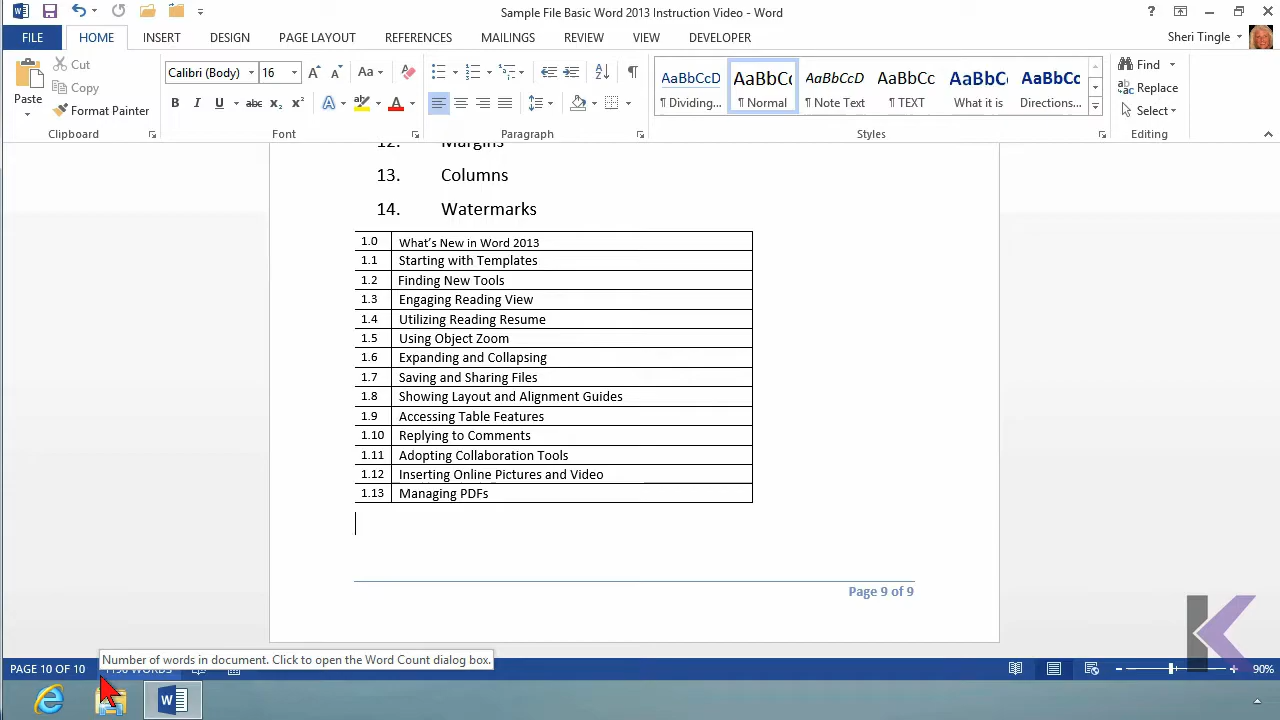 Sample File Basic Word 2013 Instruction Video - Word
?
FILE HOME INSERT DESIGN PAGE LAYOUT REFERENCES MAILINGS REVIEW VIEW DEVELOPER Sheri Tingle
Paste
Cut
Copy
Format Painter
Clipboard
Calibri (Body) 16
Font
Paragraph
AaBbCcD AaBbCc AaBbCcD AaBbCc AaBbC AaBbCc
¶ Dividing... ¶ Normal ¶ Note Text ¶ TEXT What it is Direction...
Styles
Find
Replace
Select
Editing
12. Margins
13. Columns
14. Watermarks
1.0 What's New in Word 2013
1.1 Starting with Templates
1.2 Finding New Tools
1.3 Engaging Reading View
1.4 Utilizing Reading Resume
1.5 Using Object Zoom
1.6 Expanding and Collapsing
1.7 Saving and Sharing Files
1.8 Showing Layout and Alignment Guides
1.9 Accessing Table Features
1.10 Replying to Comments
1.11 Adopting Collaboration Tools
1.12 Inserting Online Pictures and Video
1.13 Managing PDFs
Page 9 of 9
Number of words in document. Click to open the Word Count dialog box.
PAGE 10 OF 10 WORDS 90%